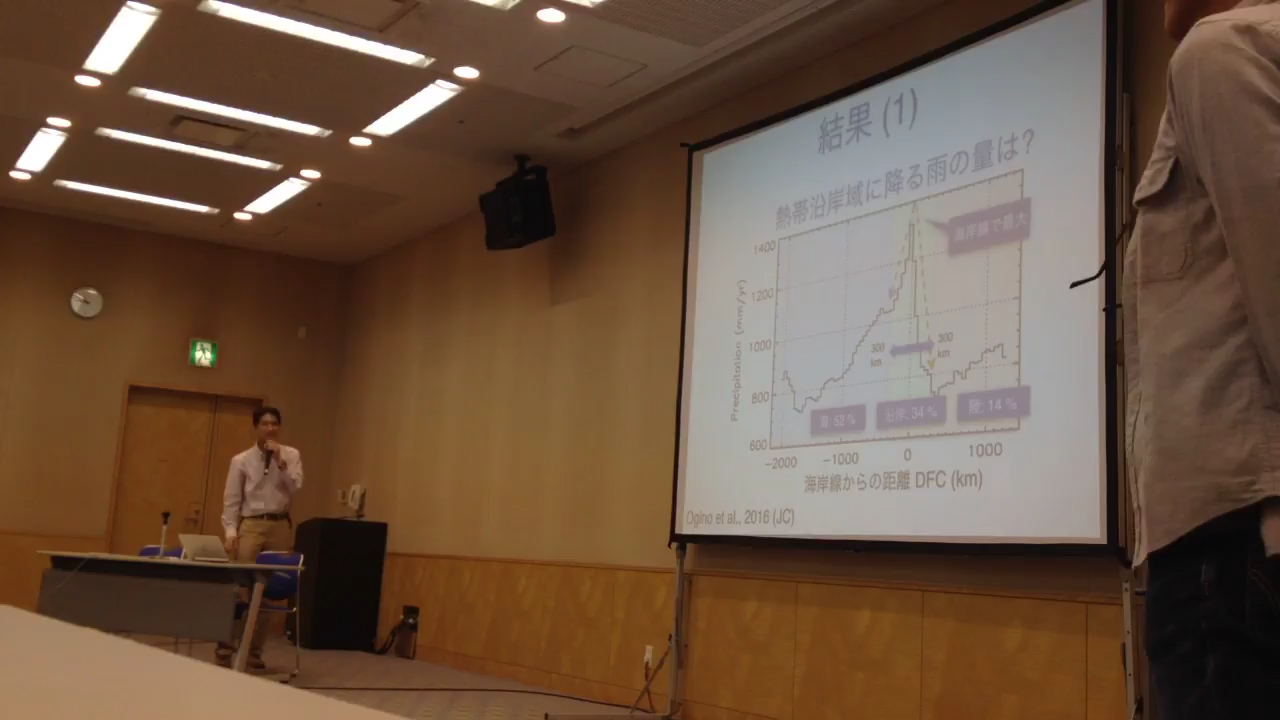 結果 (1)
熱帯沿岸域に降る雨の量は?
海岸線で最大
1400
1200
1000
800
600
Precipitation (mm/yr)
300 km
300 km
海: 52 %
沿岸: 34 %
陸: 14 %
−2000
−1000
0
1000
海岸線からの距離 DFC (km)
Ogino et al., 2016 (JC)